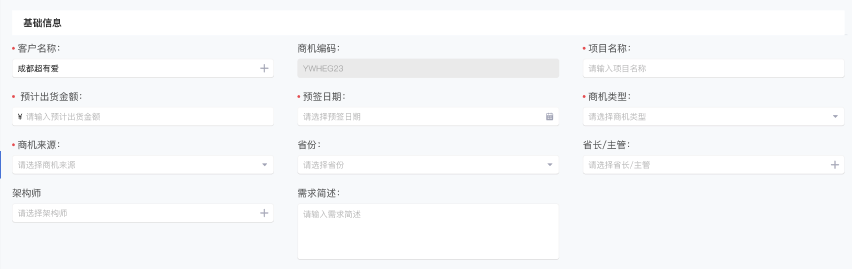 基础信息
• 客户名称：
商机编码：
• 项目名称：
成都超有爱
YWHEG23
请输入项目名称
• 预计出货金额：
• 预签日期：
• 商机类型：
¥ 请输入预计出货金额
请选择预签日期
请选择商机类型
• 商机来源：
省份：
省长/主管：
请选择商机来源
请选择省份
请选择省长/主管
架构师
需求简述：
请选择架构师
请输入需求简述